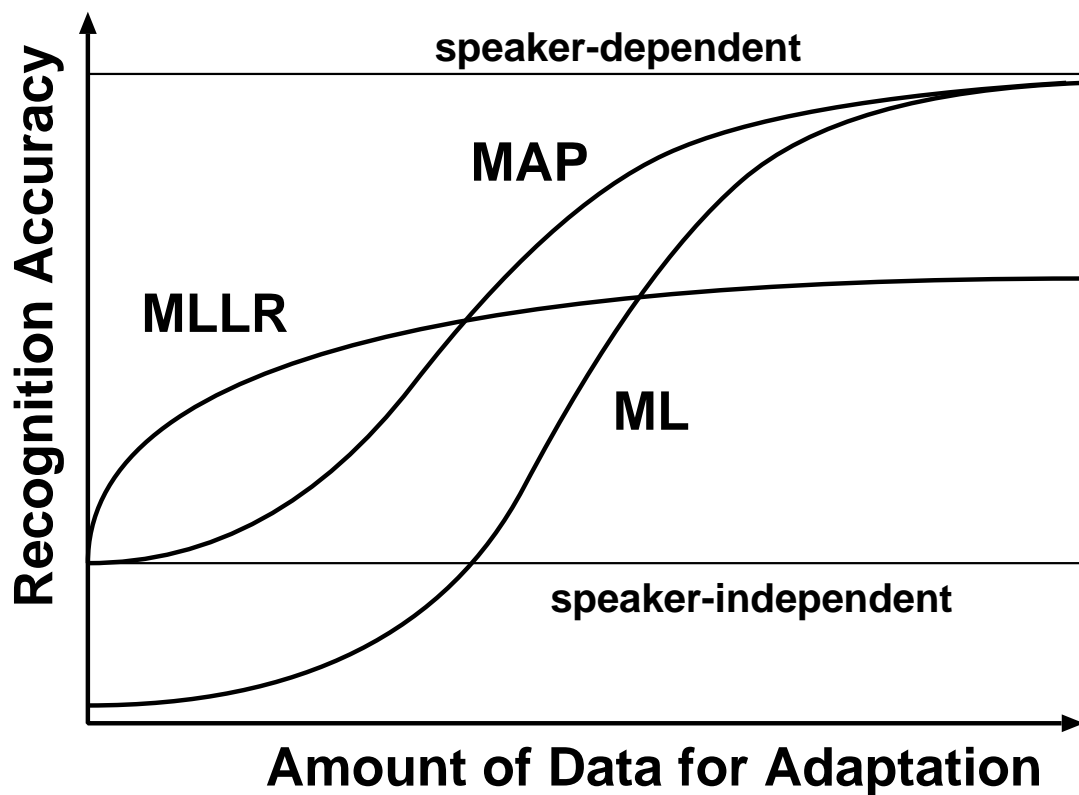 speaker-dependent
MAP
MLLR
ML
speaker-independent
Recognition Accuracy
Amount of Data for Adaptation